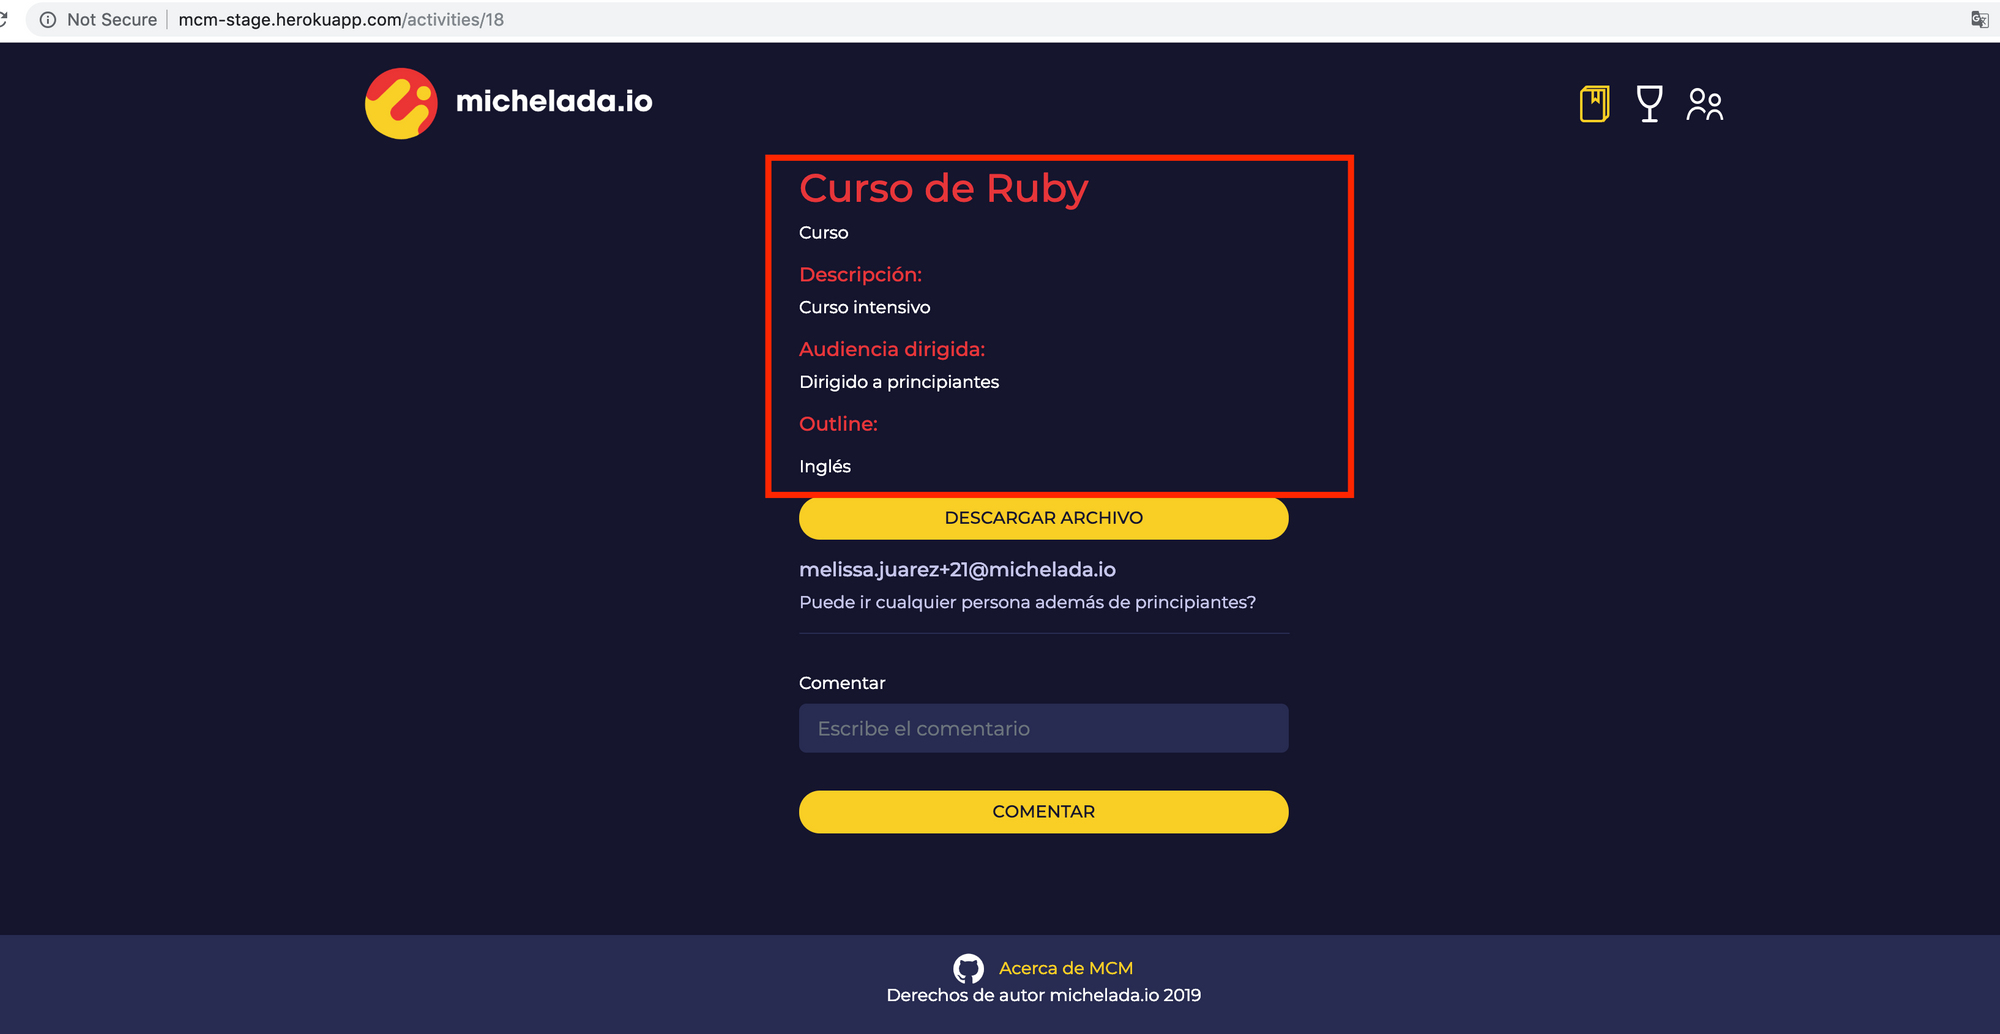 Not Secure mcm-stage.herokuapp.com/activities/18
michelada.io
Curso de Ruby
Curso
Descripción:
Curso intensivo
Audiencia dirigida:
Dirigido a principiantes
Outline:
Inglés
DESCARGAR ARCHIVO
melissa.juarez+21@michelada.io
Puede ir cualquier persona además de principiantes?
Comentar
Escribe el comentario
COMENTAR
Acerca de MCM
Derechos de autor michelada.io 2019